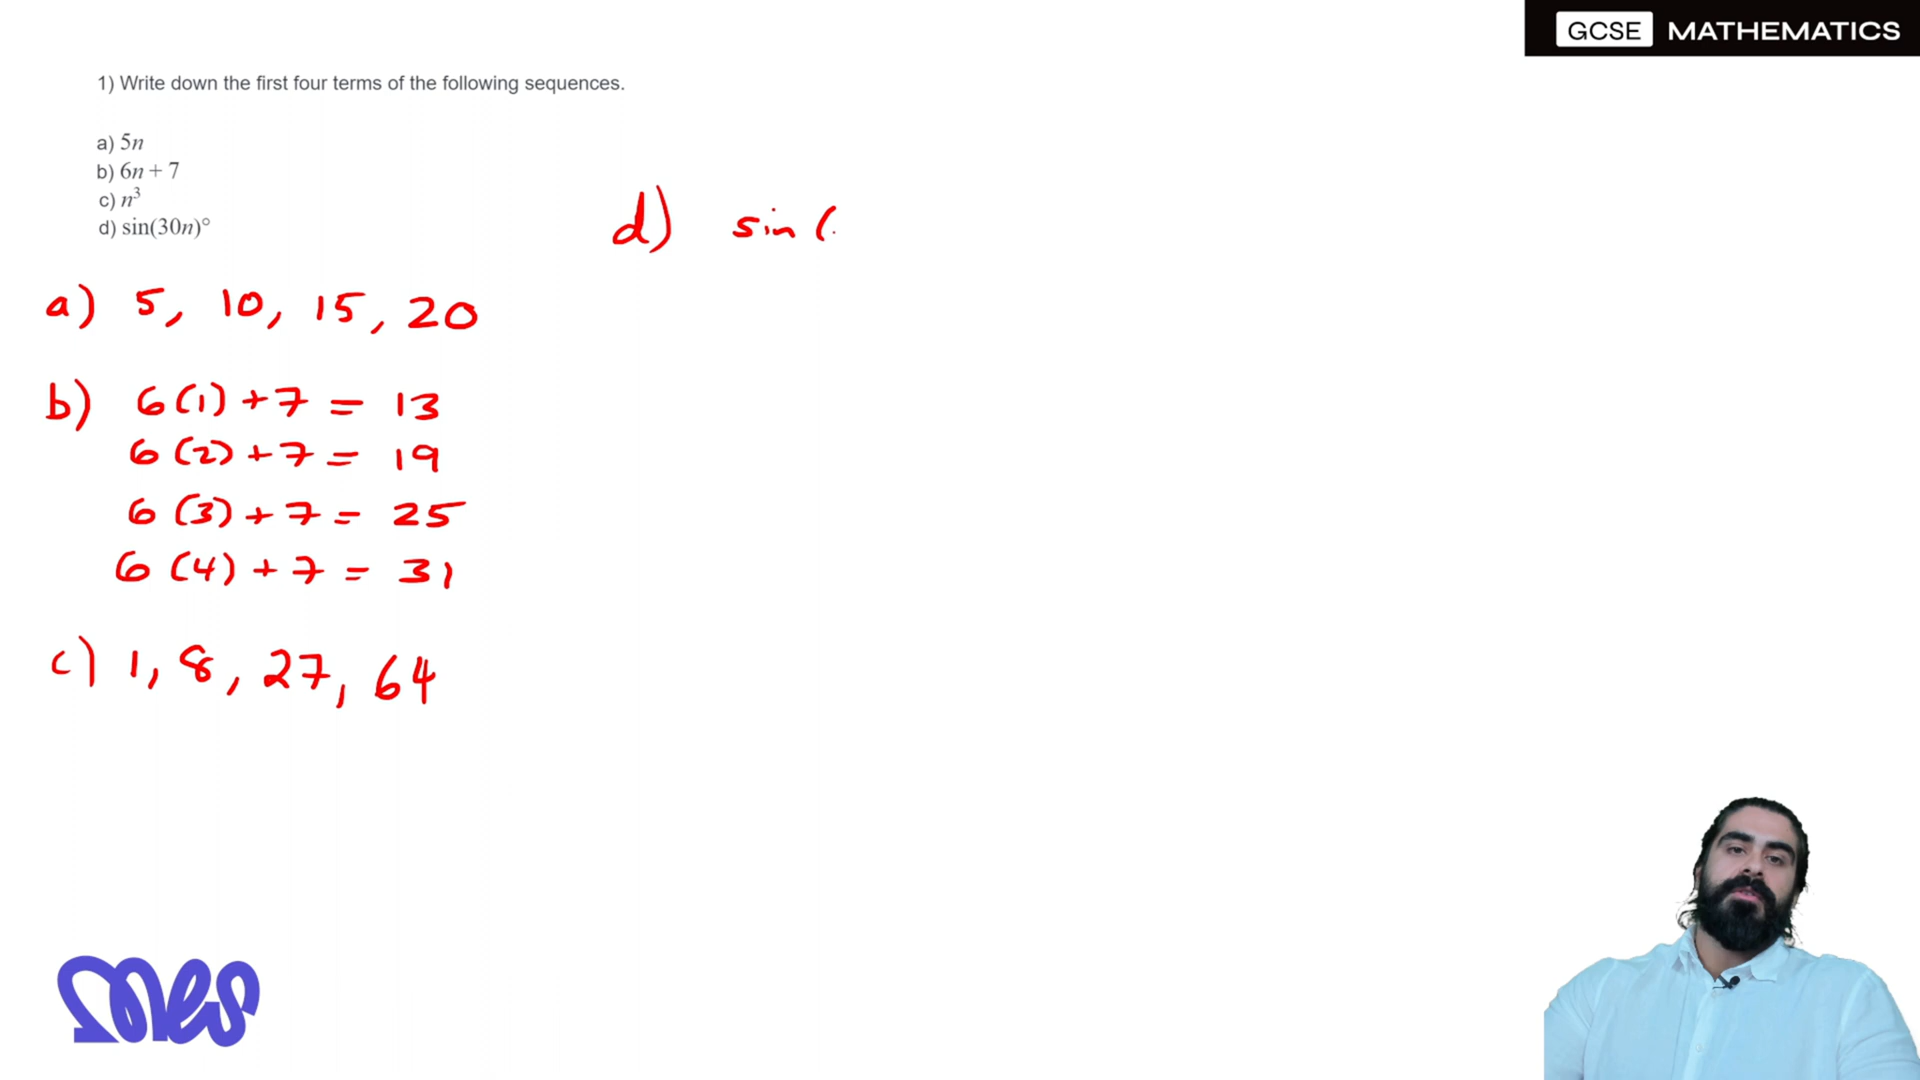 GCSE MATHEMATICS
1) Write down the first four terms of the following sequences.
a) 5n
b) 6n + 7
c) n³
d) sin(30n)°
a) 5, 10, 15, 20
b) 6(1) + 7 = 13
6(2) + 7 = 19
6(3) + 7 = 25
6(4) + 7 = 31
c) 1, 8, 27, 64
d) sin(
mes